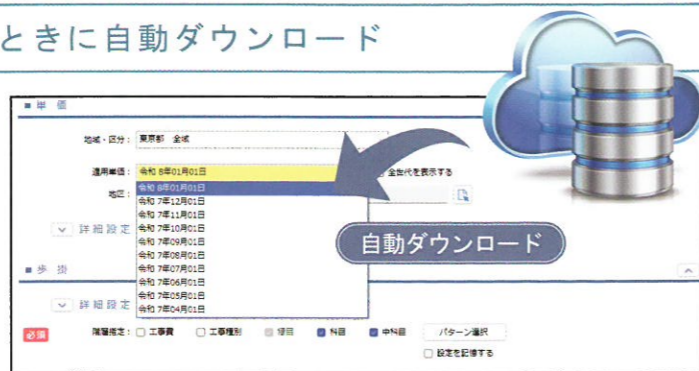 ときに自動ダウンロード
■単 価
地域・区分： 東京都 全域
適用単価： 令和 8年01月01日
全世代を表示する
地区：
令和 8年01月01日
令和 7年12月01日
令和 7年11月01日
令和 7年10月01日
令和 7年09月01日
令和 7年08月01日
令和 7年07月01日
令和 7年06月01日
令和 7年05月01日
令和 7年04月01日
詳細設定
自動ダウンロード
■歩 掛
詳細設定
必須 階層指定： 工事費 工事種別 種目 科目 中科目 パターン選択
設定を記憶する